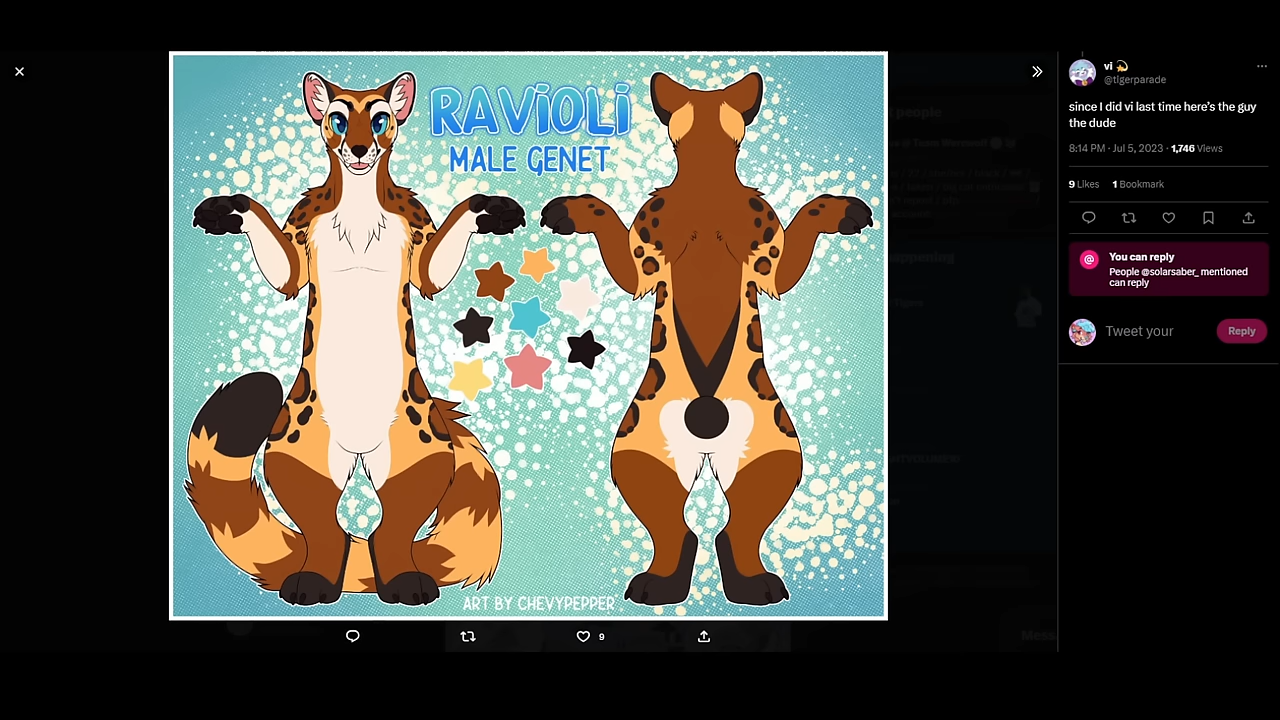 RAVIOLI
MALE GENET
ART BY CHEVYPEPPER
9
vi
@tigerparade
since I did vi last time here's the guy
the dude
8:14 PM · Jul 5, 2023 · 1,746 Views
9 Likes 1 Bookmark
You can reply
People @solarsaber_ mentioned
can reply
Tweet your
Reply
Mess